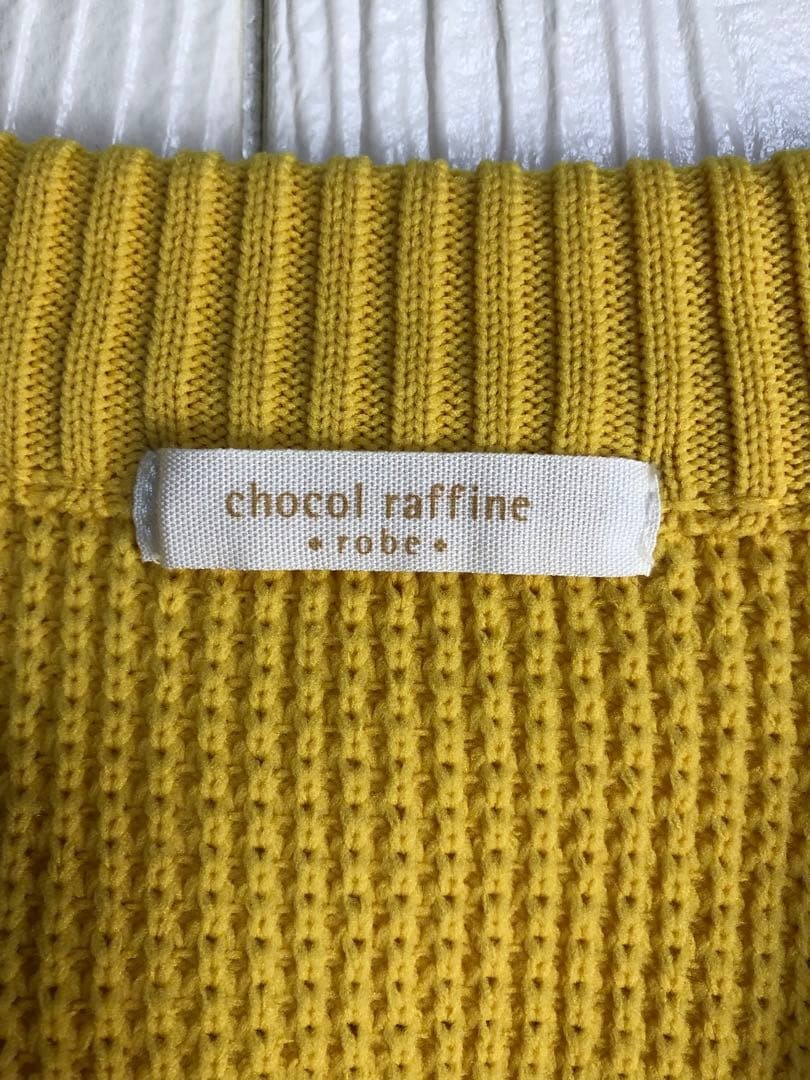 chocol raffine
• robe •